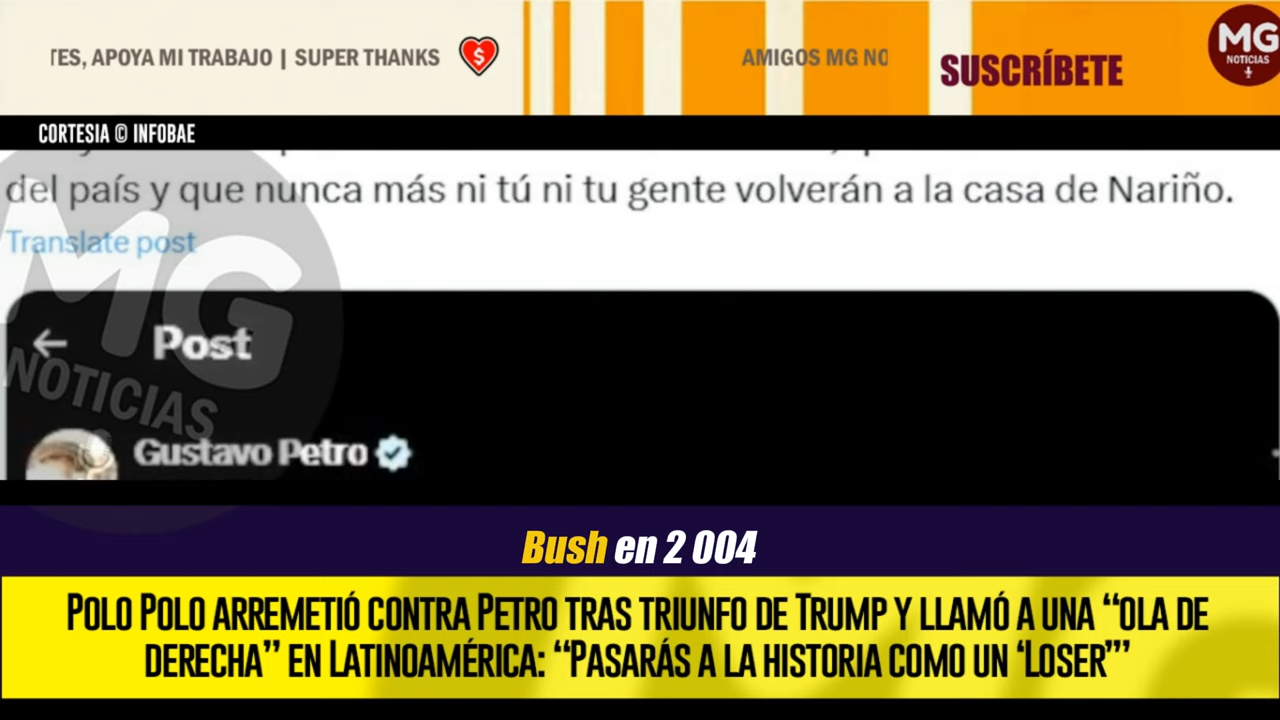 TES, APOYA MI TRABAJO | SUPER THANKS
AMIGOS MG NO
SUSCRÍBETE
MG
NOTICIAS
CORTESIA © INFOBAE
del país y que nunca más ni tú ni tu gente volverán a la casa de Nariño.
Translate post
MG
NOTICIAS
Post
Gustavo Petro
Bush en 2 004
POLO POLO ARREMETIÓ CONTRA PETRO TRAS TRIUNFO DE TRUMP Y LLAMÓ A UNA “OLA DE
DERECHA” EN LATINOAMÉRICA: “PASARÁS A LA HISTORIA COMO UN ‘LOSER’”